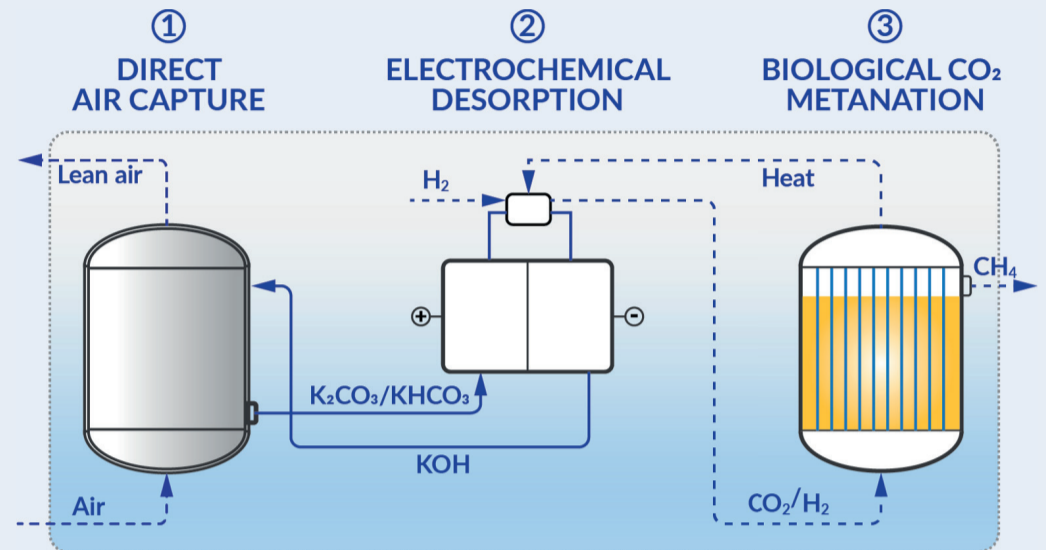 ①
DIRECT
AIR CAPTURE
②
ELECTROCHEMICAL
DESORPTION
③
BIOLOGICAL CO₂
METANATION
Lean air
H₂
Heat
CH₄
+
-
K₂CO₃/KHCO₃
KOH
Air
CO₂/H₂